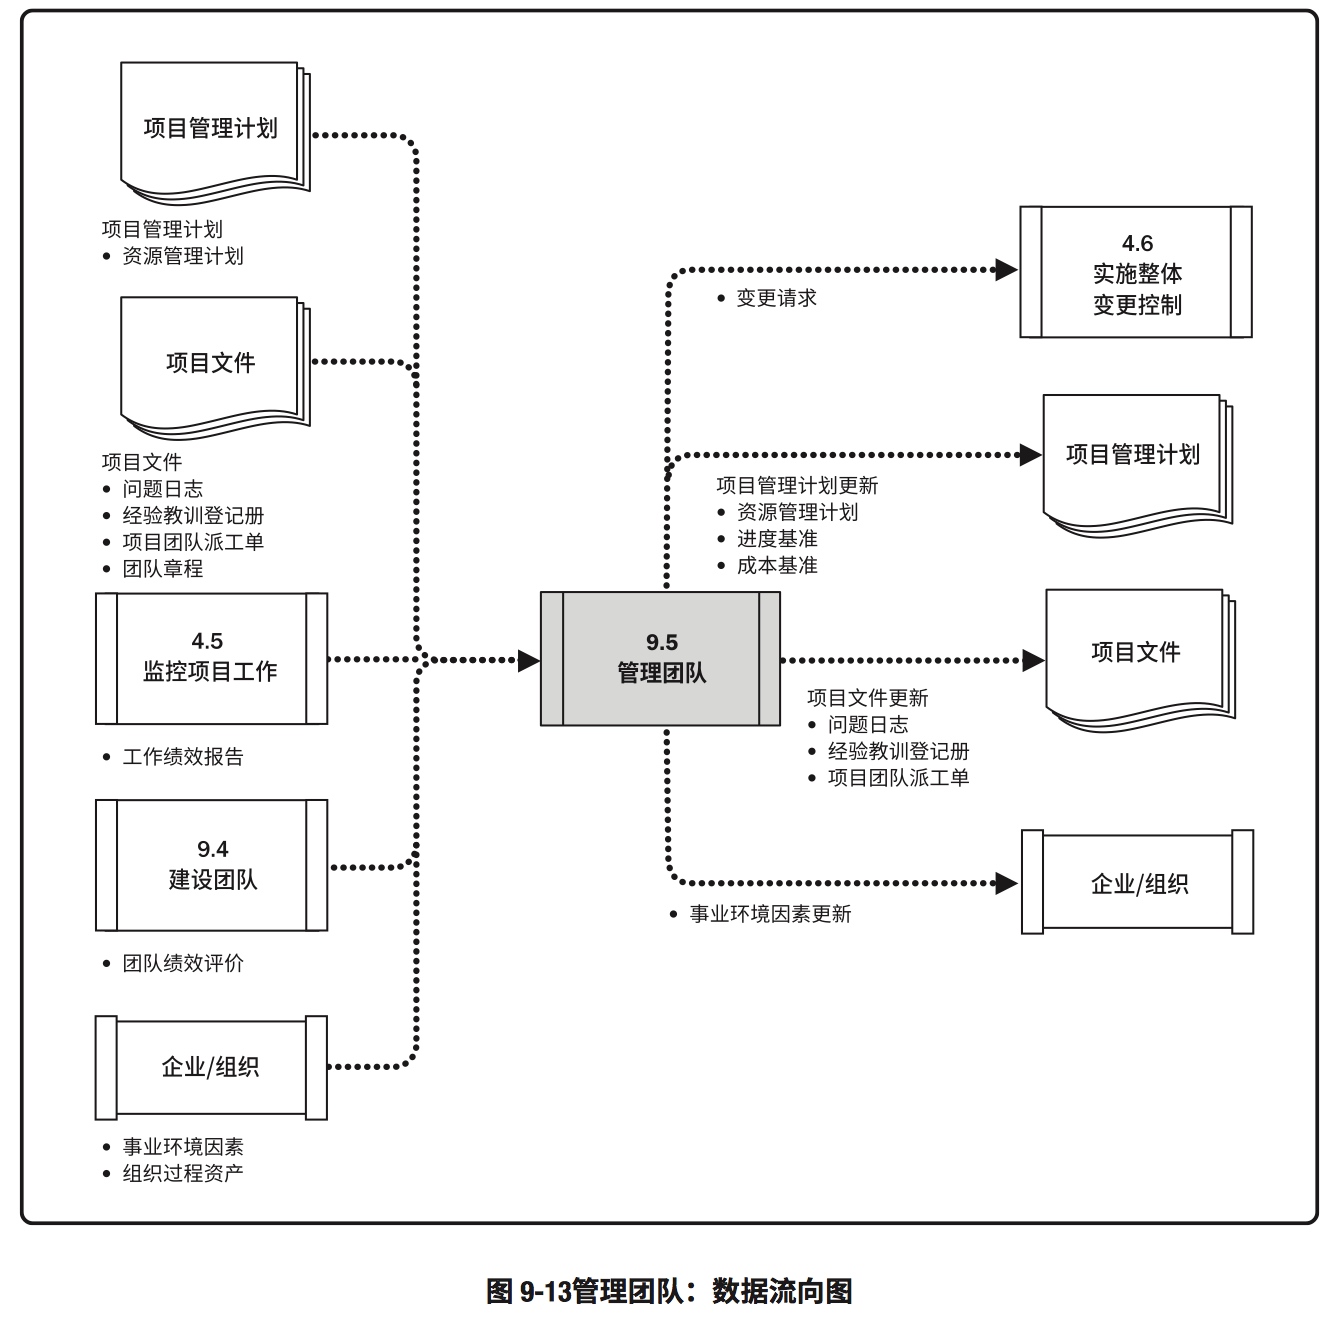 项目管理计划
项目管理计划
• 资源管理计划
项目文件
项目文件
• 问题日志
• 经验教训登记册
• 项目团队派工单
• 团队章程
4.5
监控项目工作
• 工作绩效报告
9.4
建设团队
• 团队绩效评价
企业/组织
• 事业环境因素
• 组织过程资产
9.5
管理团队
4.6
实施整体
变更控制
• 变更请求
项目管理计划
项目管理计划更新
• 资源管理计划
• 进度基准
• 成本基准
项目文件
项目文件更新
• 问题日志
• 经验教训登记册
• 项目团队派工单
企业/组织
• 事业环境因素更新
图 9-13管理团队：数据流向图